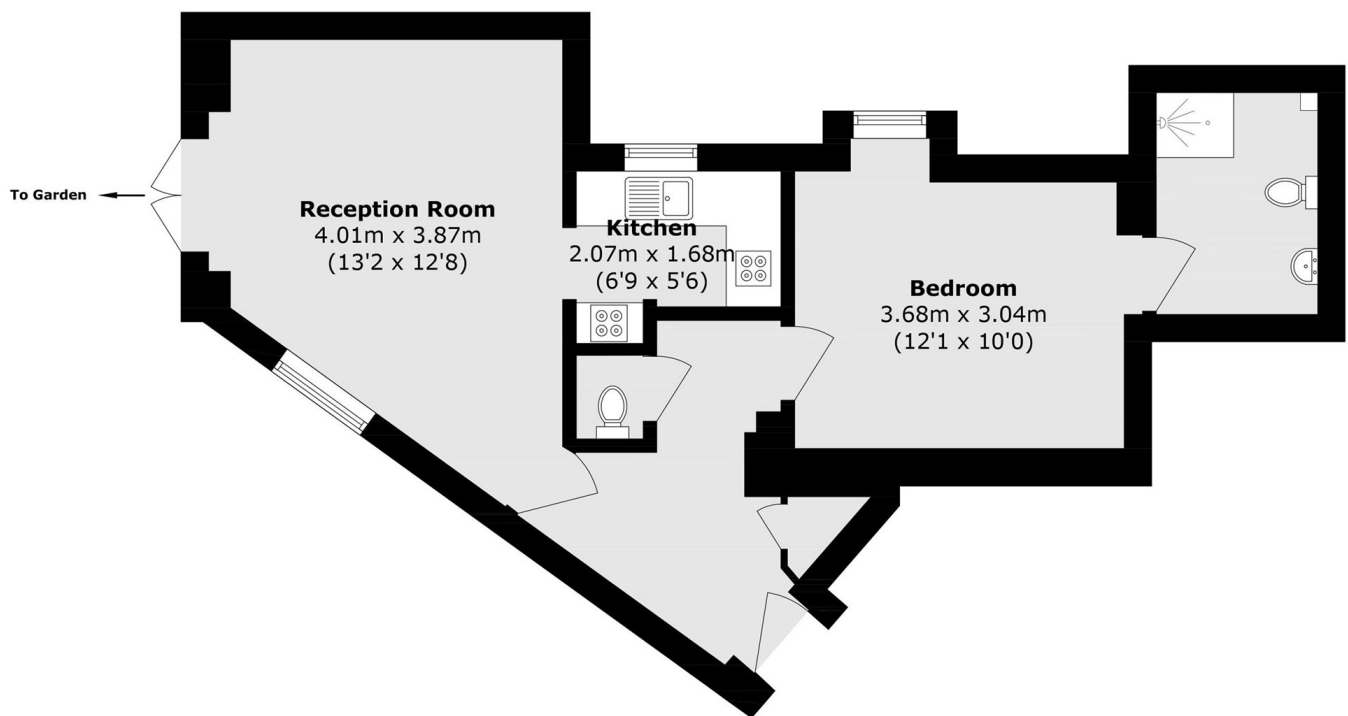 To Garden
Reception Room
4.01m x 3.87m
(13'2 x 12'8)
Kitchen
2.07m x 1.68m
(6'9 x 5'6)
Bedroom
3.68m x 3.04m
(12'1 x 10'0)